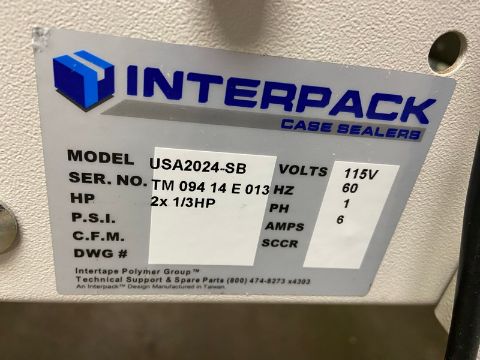 INTERPACK
CASE SEALERS
MODEL USA2024-SB VOLTS 115V
SER. NO. TM 094 14 E 013 HZ 60
HP 2x 1/3HP PH 1
P.S.I. AMPS 6
C.F.M. SCCR
DWG #
Intertape Polymer Group™
Technical Support & Spare Parts (800) 474-8273 x4303
An Interpack™ Design Manufactured in Taiwan.